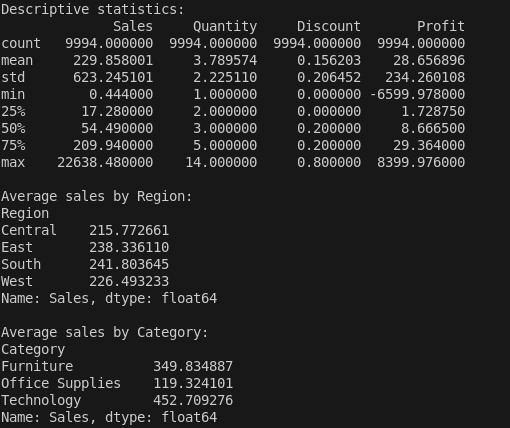 Descriptive statistics:
              Sales     Quantity     Discount       Profit
count   9994.000000  9994.000000  9994.000000  9994.000000
mean     229.858001     3.789574     0.156203    28.656896
std      623.245101     2.225110     0.206452   234.260108
min        0.444000     1.000000     0.000000 -6599.978000
25%       17.280000     2.000000     0.000000     1.728750
50%       54.490000     3.000000     0.200000     8.666500
75%      209.940000     5.000000     0.200000    29.364000
max    22638.480000    14.000000     0.800000  8399.976000

Average sales by Region:
Region
Central    215.772661
East       238.336110
South      241.803645
West       226.493233
Name: Sales, dtype: float64

Average sales by Category:
Category
Furniture          349.834887
Office Supplies    119.324101
Technology         452.709276
Name: Sales, dtype: float64